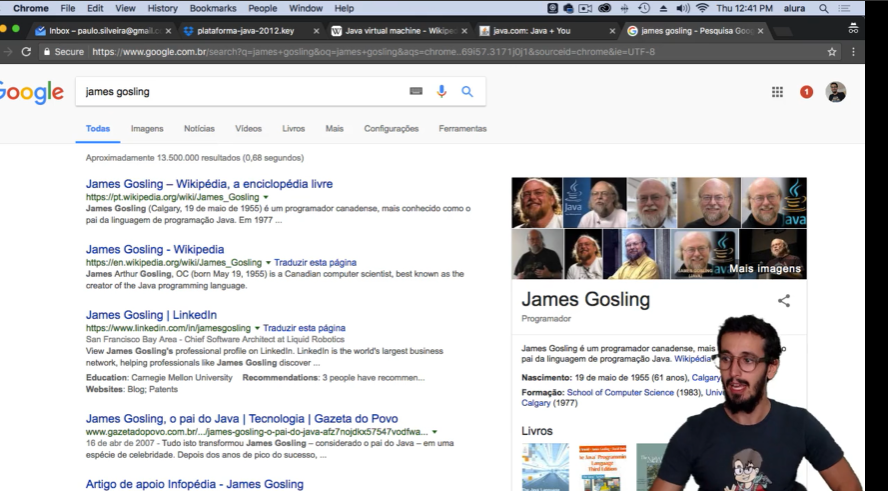 Chrome File Edit View History Bookmarks People Window Help Thu 12:41 PM alura
Inbox – paulo.silveira@gmail.c plataforma-java-2012.key Java virtual machine - Wikipe java.com: Java + You james gosling - Pesquisa Goo
Secure https://www.google.com.br/search?q=james+gosling&oq=james+gosling&aqs=chrome..69i57.3171j0j1&sourceid=chrome&ie=UTF-8
Google james gosling 1
Todas Imagens Notícias Vídeos Livros Mais Configurações Ferramentas
Aproximadamente 13.500.000 resultados (0,68 segundos)
James Gosling – Wikipédia, a enciclopédia livre
https://pt.wikipedia.org/wiki/James_Gosling
James Gosling (Calgary, 19 de maio de 1955) é um programador canadense, mais conhecido como o
pai da linguagem de programação Java. Em 1977 ...
James Gosling - Wikipedia
https://en.wikipedia.org/wiki/James_Gosling Traduzir esta página
James Arthur Gosling, OC (born May 19, 1955) is a Canadian computer scientist, best known as the
creator of the Java programming language.
James Gosling | LinkedIn
https://www.linkedin.com/in/jamesgosling Traduzir esta página
San Francisco Bay Area - Chief Software Architect at Liquid Robotics
View James Gosling's professional profile on LinkedIn. LinkedIn is the world's largest business
network, helping professionals like James Gosling discover ...
Education: Carnegie Mellon University Recommendations: 3 people have recommen...
Websites: Blog; Patents
James Gosling, o pai do Java | Tecnologia | Gazeta do Povo
www.gazetadopovo.com.br/.../james-gosling-o-pai-do-java-afz7nojdkx57547vodfwa...
16 de abr de 2007 - Tudo isto transformou James Gosling – considerado o pai do Java – em uma
espécie de celebridade. Depois dos anos de pico do sucesso, ...
Artigo de apoio Infopédia - James Gosling
Java
Mais imagens
James Gosling
Programador
James Gosling é um programador canadense, mais o
pai da linguagem de programação Java. Wikipédia
Nascimento: 19 de maio de 1955 (61 anos), Calgary
Formação: School of Computer Science (1983), Unive
Calgary (1977)
Livros
The Java Programming
Language
Third Edition